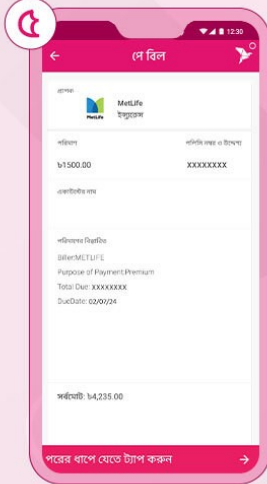 12:30
পে বিল
প্রাপক
MetLife
MetLife
ইন্স্যুরেন্স
পরিমাণ
পলিসি নম্বর ও উদ্দেশ্য
৳1500.00
XXXXXXXX
একাউন্টের নাম
পরিশোধের বিস্তারিত
Biller:METLIFE
Purpose of Payment:Premium
Total Due: XXXXXXXX
DueDate: 02/07/24
সর্বমোট: ৳4,235.00
পরের ধাপে যেতে ট্যাপ করুন